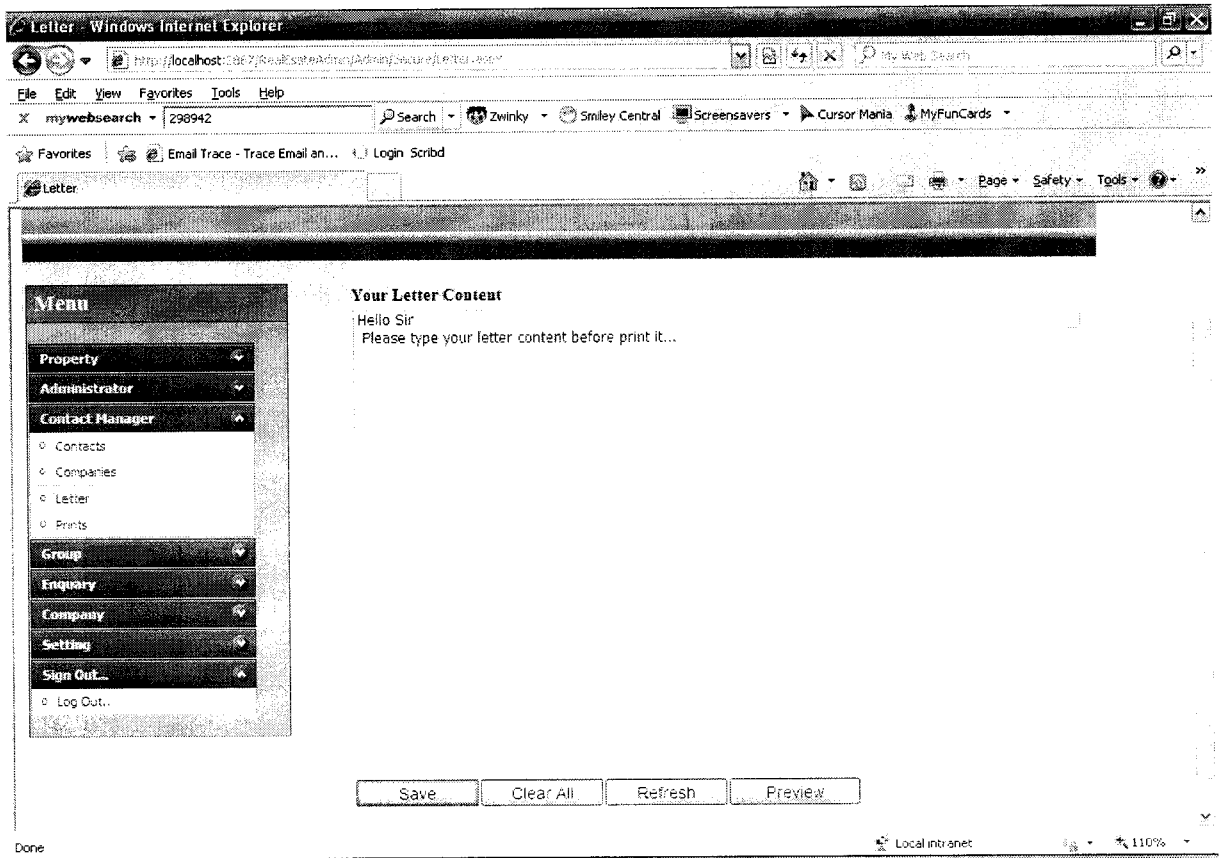 Letter - Windows Internet Explorer
My Web Search
File Edit View Favorites Tools Help
X mywebsearch 298942 Search Zwinky Smiley Central Screensavers Cursor Mania MyFunCards
Favorites Email Trace - Trace Email an... Login Scribd
Letter Page Safety Tools
Menu
Your Letter Content
Hello Sir
Please type your letter content before print it...
Property
Administrator
Contact Manager
Contacts
Companies
Letter
Prints
Group
Enquary
Company
Setting
Sign Out...
Log Out..
Save Clear All Refresh Preview
Done Local intranet 110%